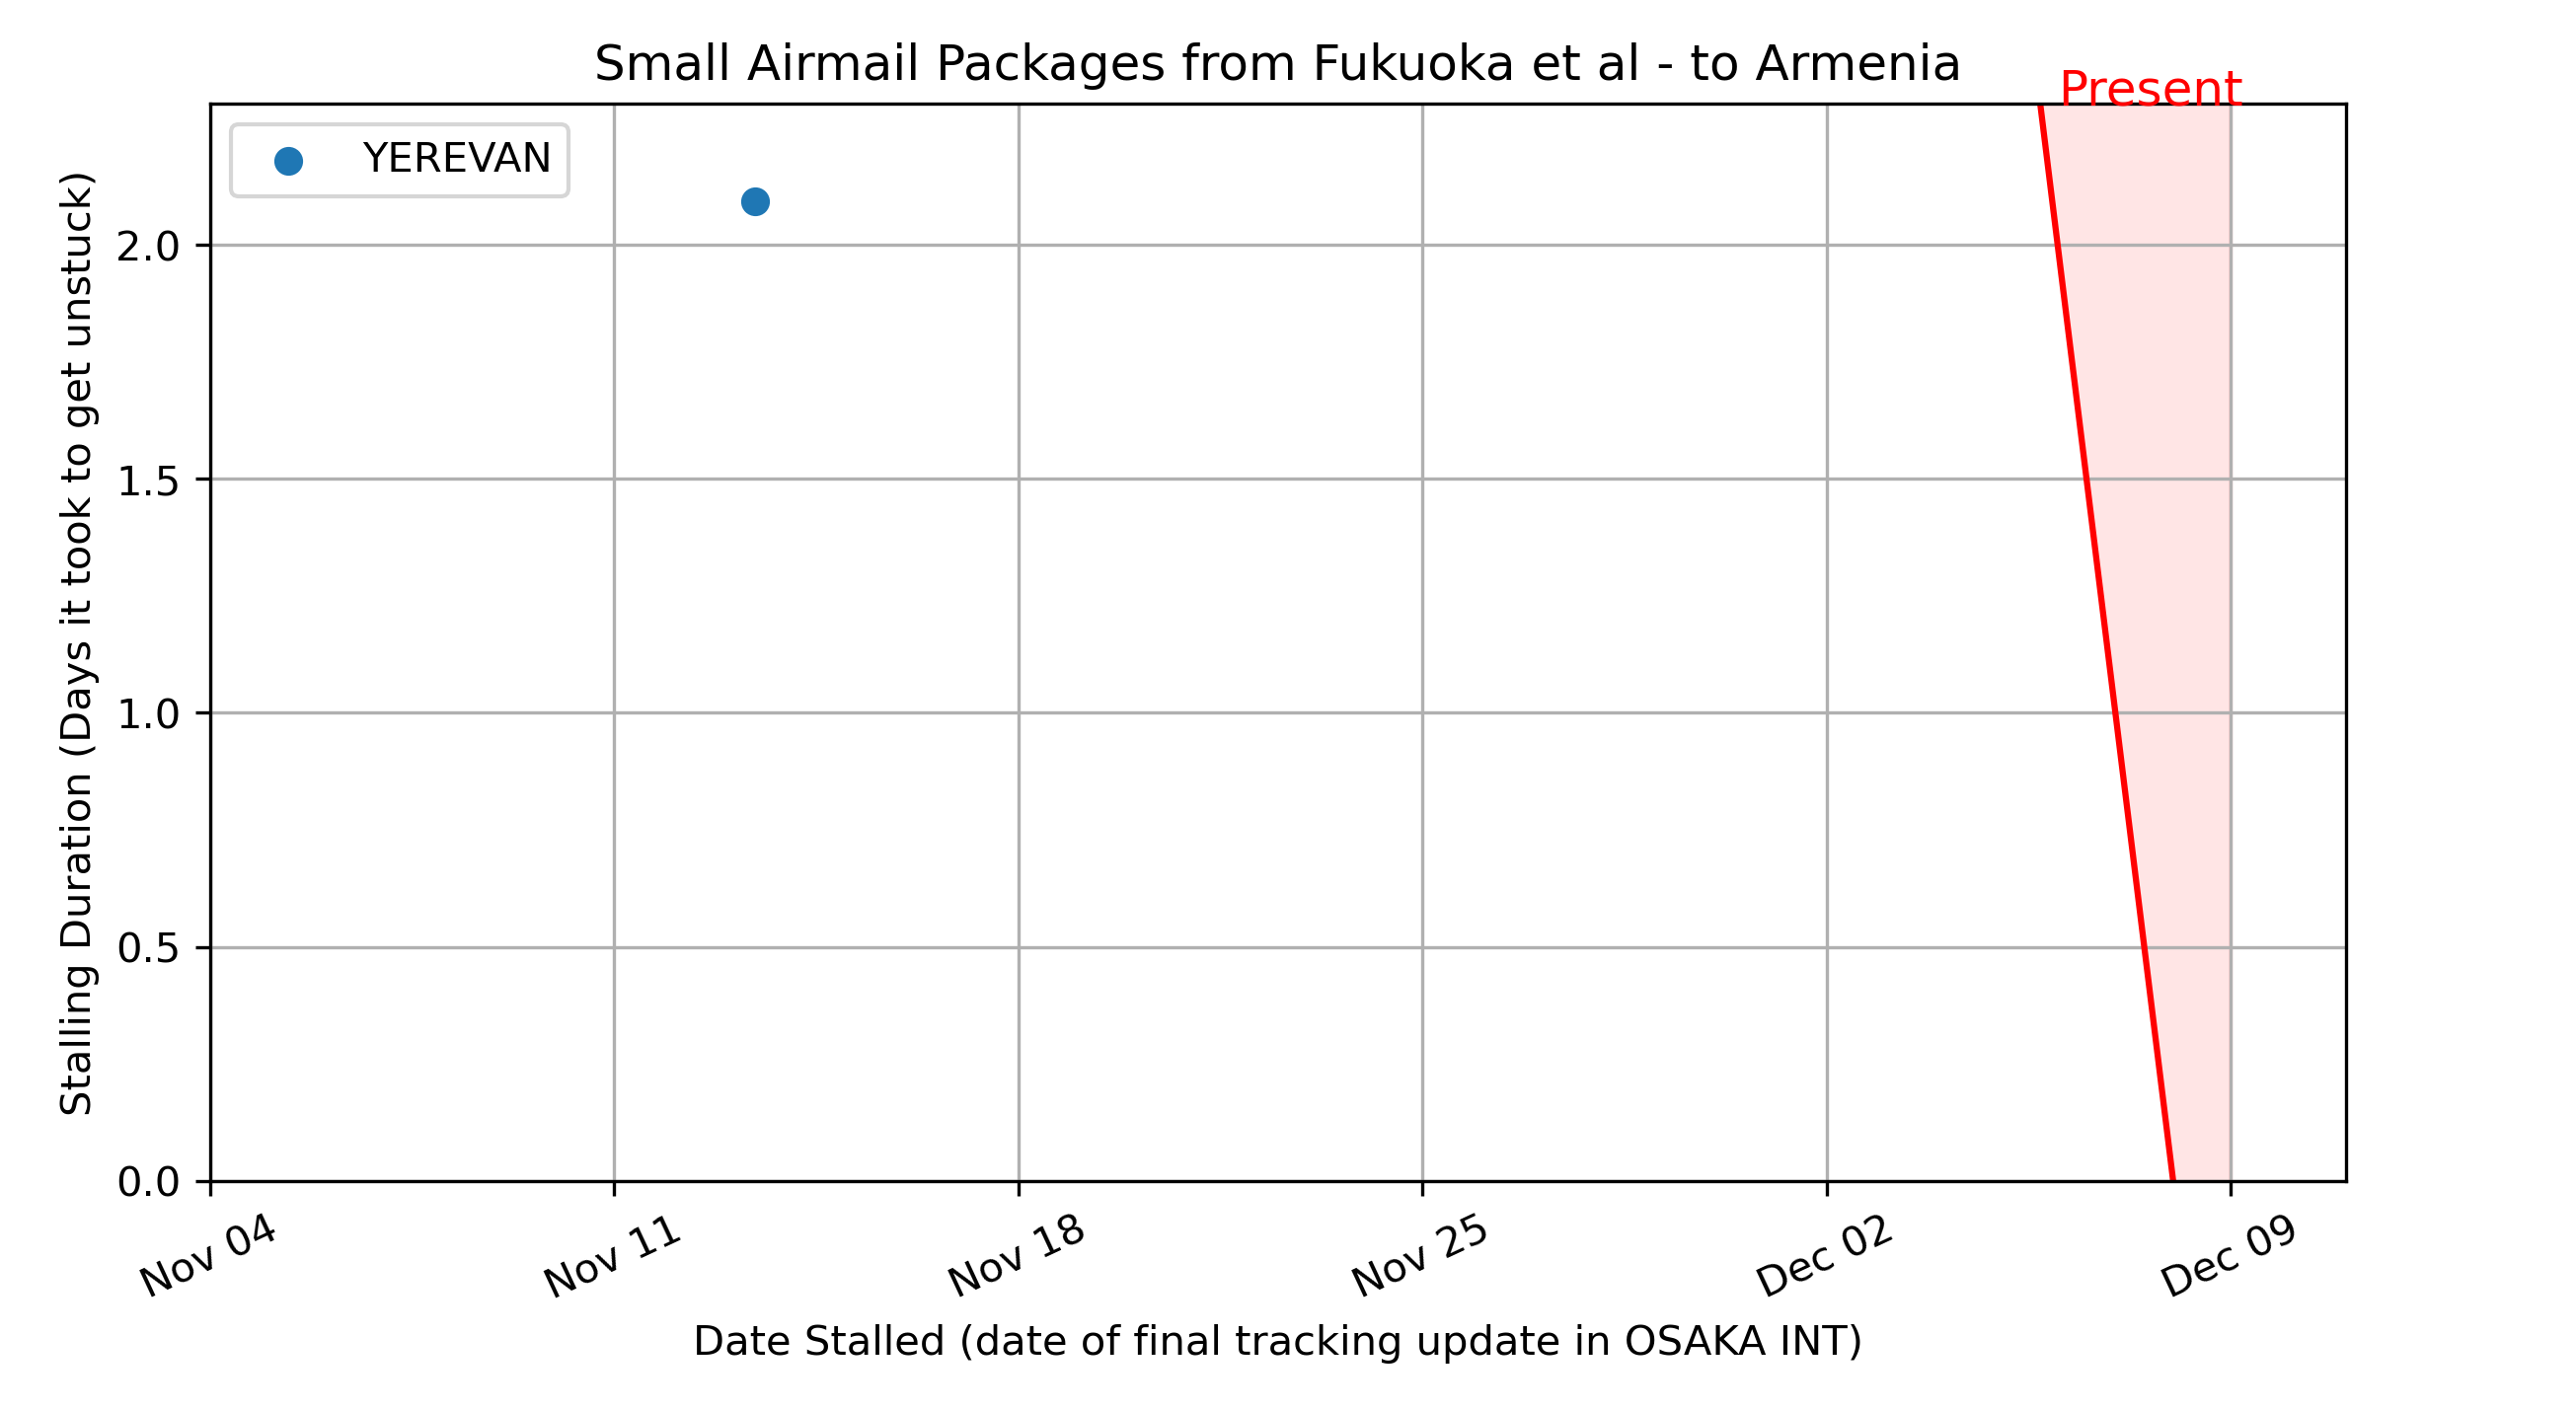 Small Airmail Packages from Fukuoka et al - to Armenia
Present
YEREVAN
Stalling Duration (Days it took to get unstuck)
2.0
1.5
1.0
0.5
0.0
Nov 04
Nov 11
Nov 18
Nov 25
Dec 02
Dec 09
Date Stalled (date of final tracking update in OSAKA INT)